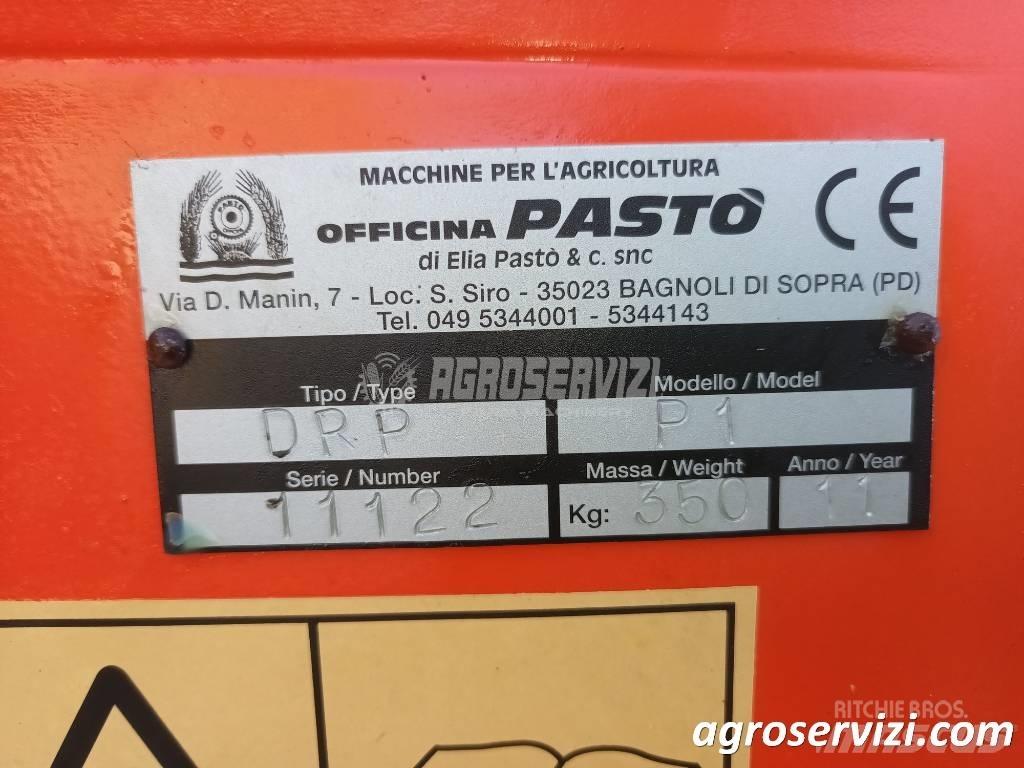 MACCHINE PER L'AGRICOLTURA
OFFICINA PASTÒ
di Elia Pastò & c. snc
Via D. Manin, 7 - Loc. S. Siro - 35023 BAGNOLI DI SOPRA (PD)
Tel. 049 5344001 - 5344143
CE
PASTÒ
AGROSERVIZI
MACHINERY
Tipo / Type
Modello / Model
DRP
P1
Serie / Number
Massa / Weight
Anno / Year
11122
Kg: 350
11
RITCHIE BROS.
agroservizi.com